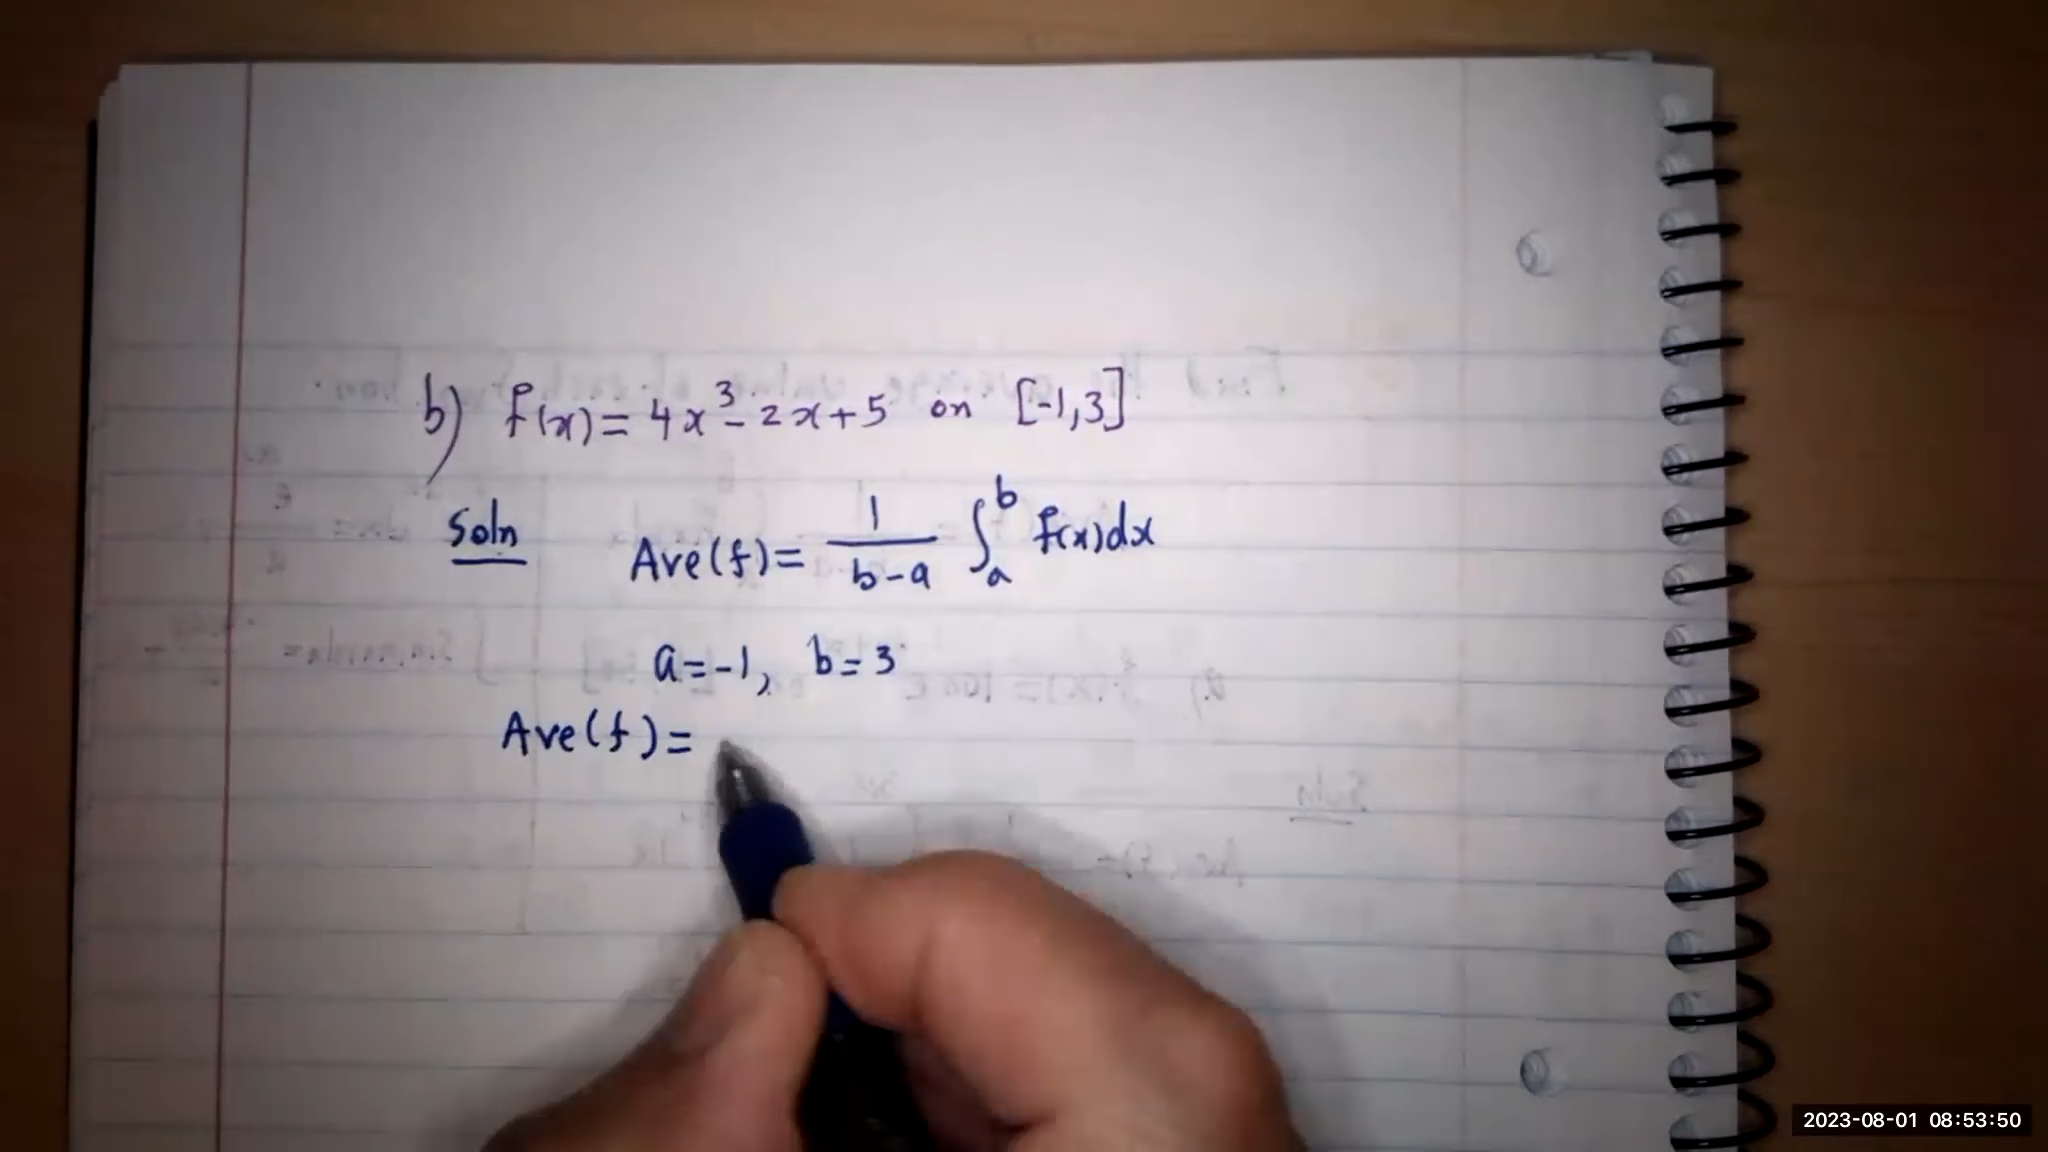 b) f(x) = 4x³ - 2x + 5 on [-1,3]
Soln Ave(f) = 1/(b-a) ∫_a^b f(x)dx
a = -1, b = 3
Ave(f) =
2023-08-01 08:53:50